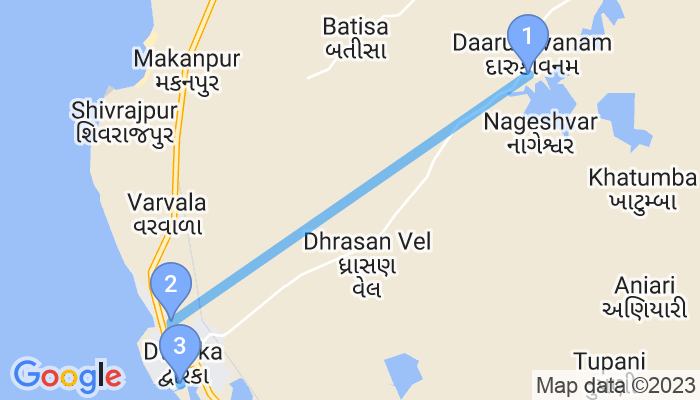 Batisa
બતીસા
1
Makanpur
મકનપુર
Shivrajpur
શિવરાજપુર
Nageshvar
નાગેશ્વર
Khatumba
ખાટુમ્બા
Varvala
વરવાળા
Dhrasan Vel
ધ્રાસણ
વેલ
Aniari
અણિયારી
2
3
Tupani
Google
Map data ©2023